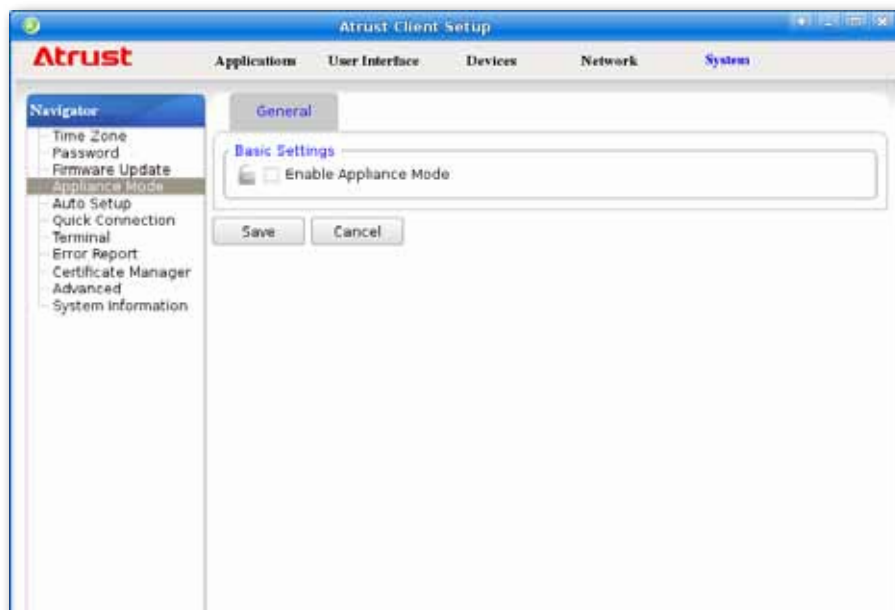 Atrust Client Setup
Atrust
Applications User Interface Devices Network System
Navigator
Time Zone
Password
Firmware Update
Appliance Mode
Auto Setup
Quick Connection
Terminal
Error Report
Certificate Manager
Advanced
System Information
General
Basic Settings
Enable Appliance Mode
Save Cancel